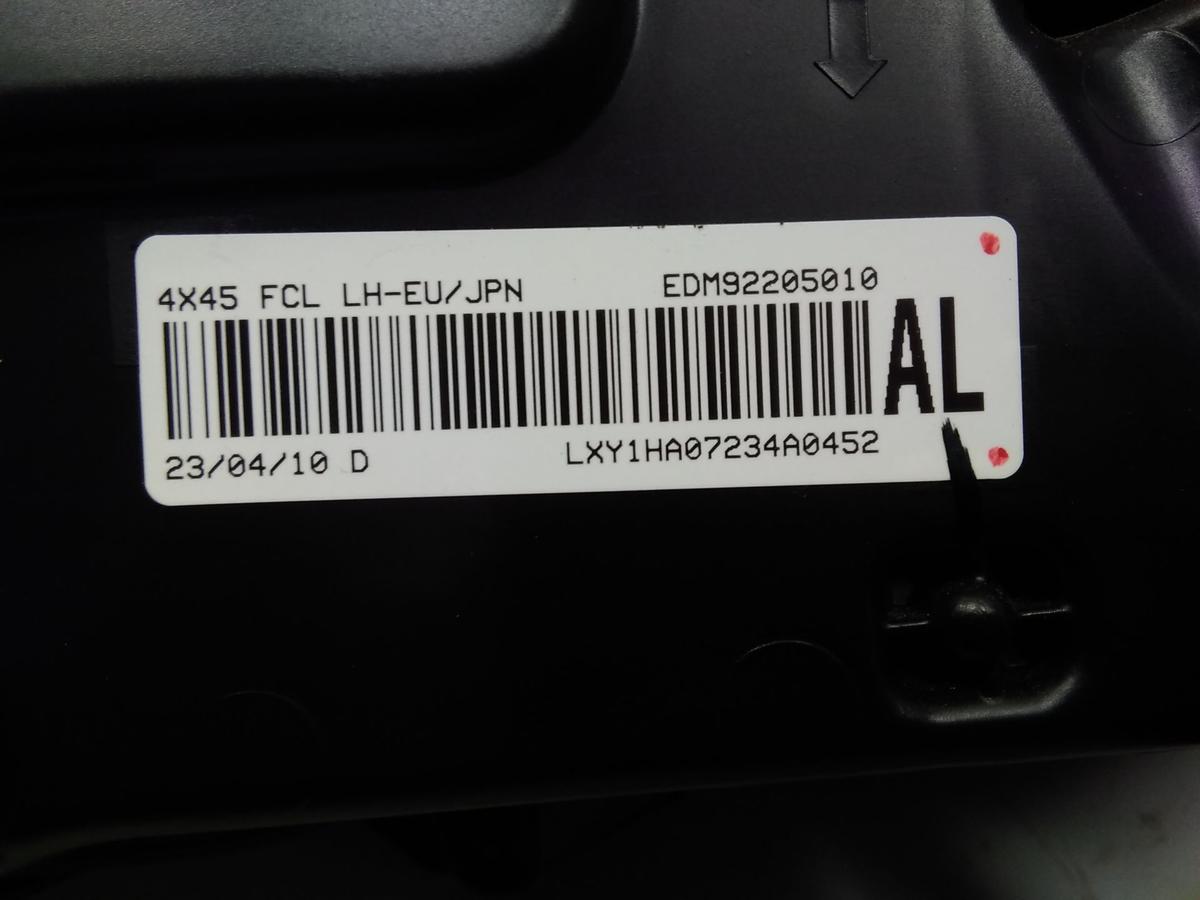 4X45 FCL LH-EU/JPN EDM92205010
AL
23/04/10 D LXY1HA07234A0452